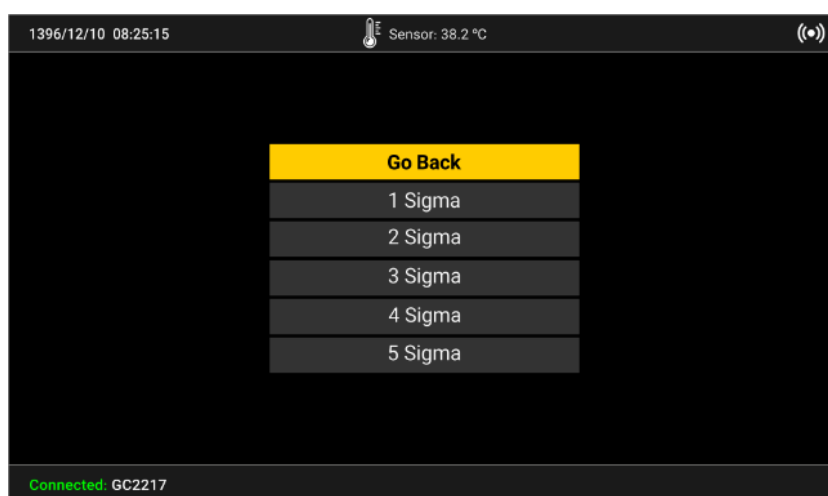 1396/12/10 08:25:15 Sensor: 38.2 °C
Go Back
1 Sigma
2 Sigma
3 Sigma
4 Sigma
5 Sigma
Connected: GC2217